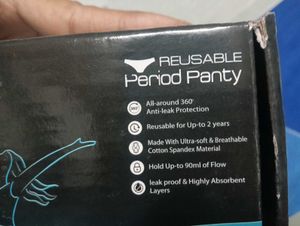 REUSABLE
Period Panty
360°
All-around 360°
Anti-leak Protection
Reusable for Up-to 2 years
Made With Ultra-soft & Breathable
Cotton Spandex Material
Hold Up-to 90ml of Flow
leak proof & Highly Absorbent
Layers